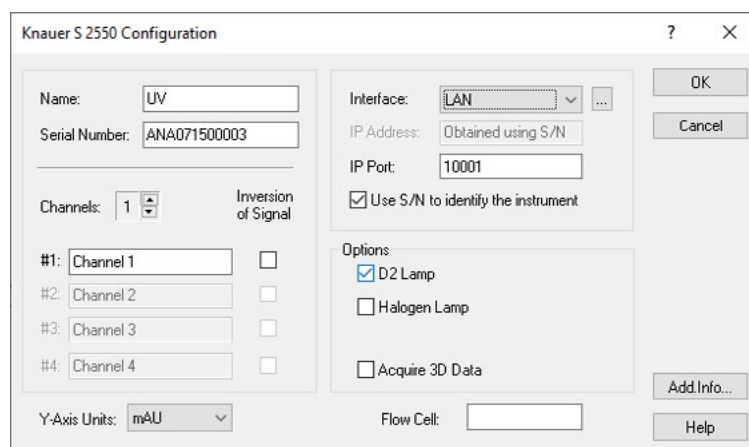 Knauer S 2550 Configuration ?
Name: UV
Serial Number: ANA071500003
Channels: 1 Inversion of Signal
#1: Channel 1
#2: Channel 2
#3: Channel 3
#4: Channel 4
Y-Axis Units: mAU
Interface: LAN ...
IP Address: Obtained using S/N
IP Port: 10001
Use S/N to identify the instrument
Options
D2 Lamp
Halogen Lamp
Acquire 3D Data
Flow Cell:
OK
Cancel
Add.Info...
Help